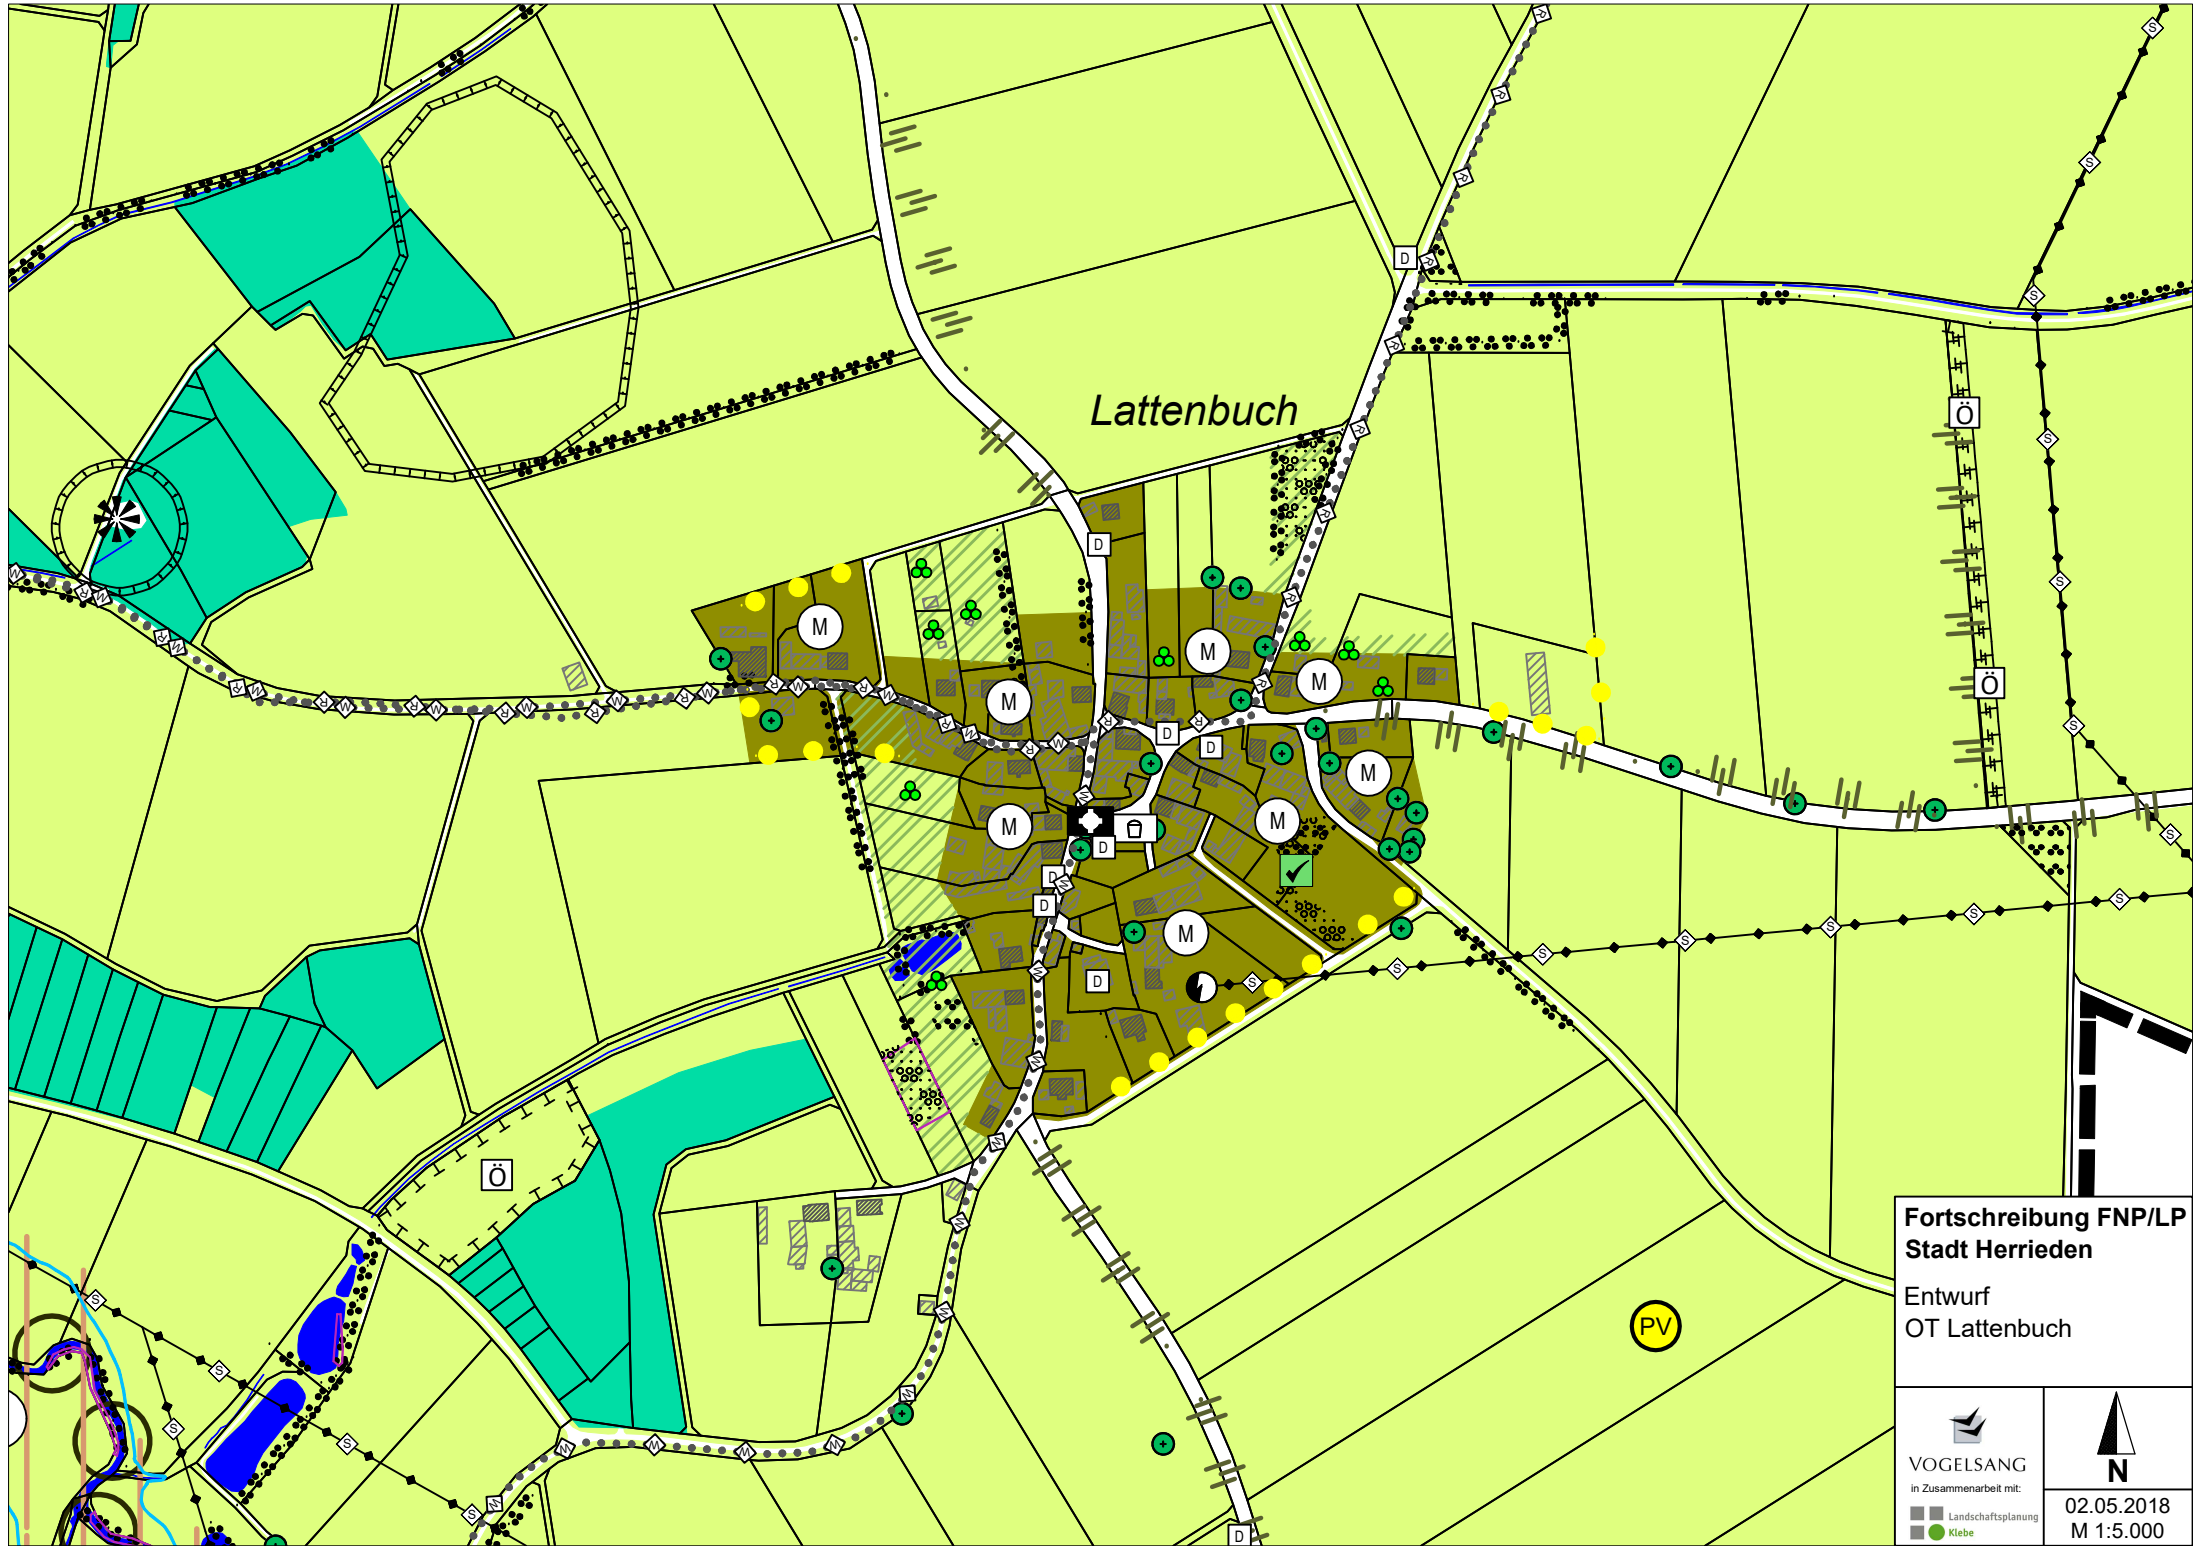 Lattenbuch
D
D
Ö
Ö
M
M
M
M
D
D
M
M
M
D
D
D
M
D
Ö
PV
D
Fortschreibung FNP/LP
Stadt Herrieden
Entwurf
OT Lattenbuch
VOGELSANG
in Zusammenarbeit mit:
Landschaftsplanung
Klebe
N
02.05.2018
M 1:5.000